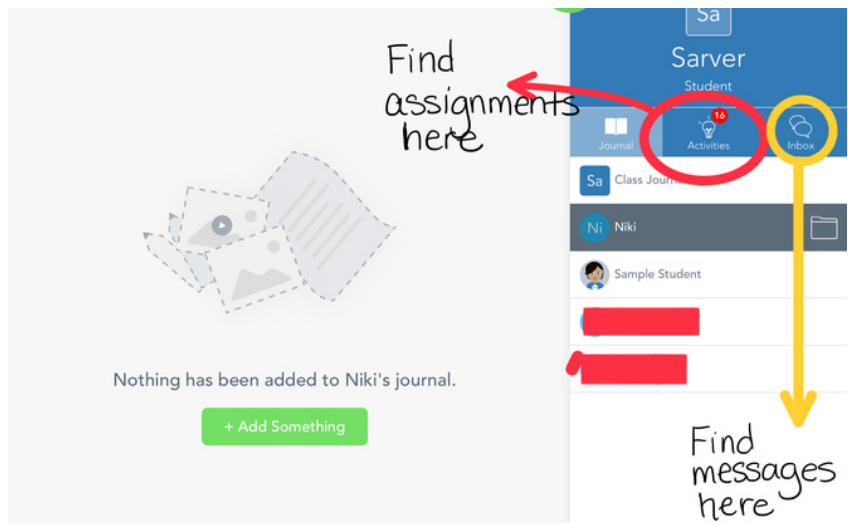 Find
assignments
here
Sa
Sarver
Student
Journal
16
Activities
Inbox
Sa Class Jour
Ni Niki
Sample Student
Nothing has been added to Niki's journal.
+ Add Something
Find
messages
here